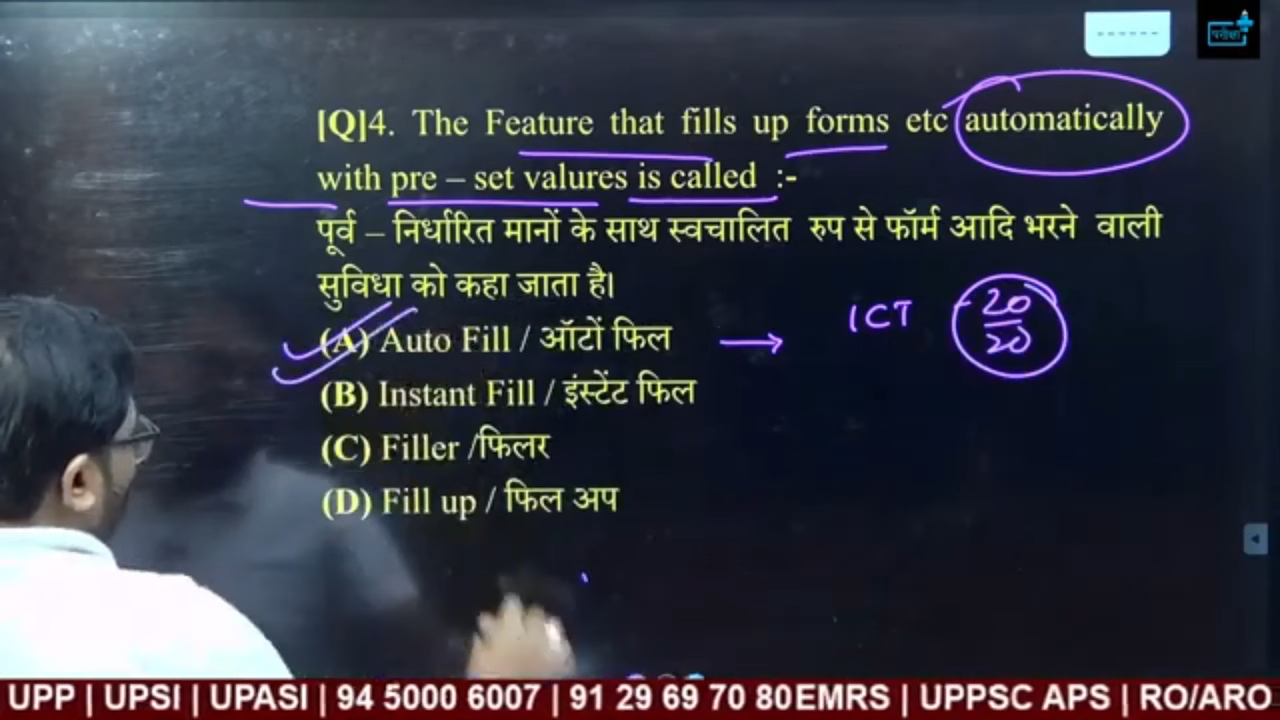 परीक्षा
[Q]4. The Feature that fills up forms etc automatically
with pre – set valures is called :-
पूर्व – निर्धारित मानों के साथ स्वचालित रुप से फॉर्म आदि भरने वाली
सुविधा को कहा जाता है।
(A) Auto Fill / ऑटों फिल
ICT 20/20
(B) Instant Fill / इंस्टेंट फिल
(C) Filler /फिलर
(D) Fill up / फिल अप
UPP | UPSI | UPASI | 94 5000 6007 | 91 29 69 70 80EMRS | UPPSC APS | RO/ARO